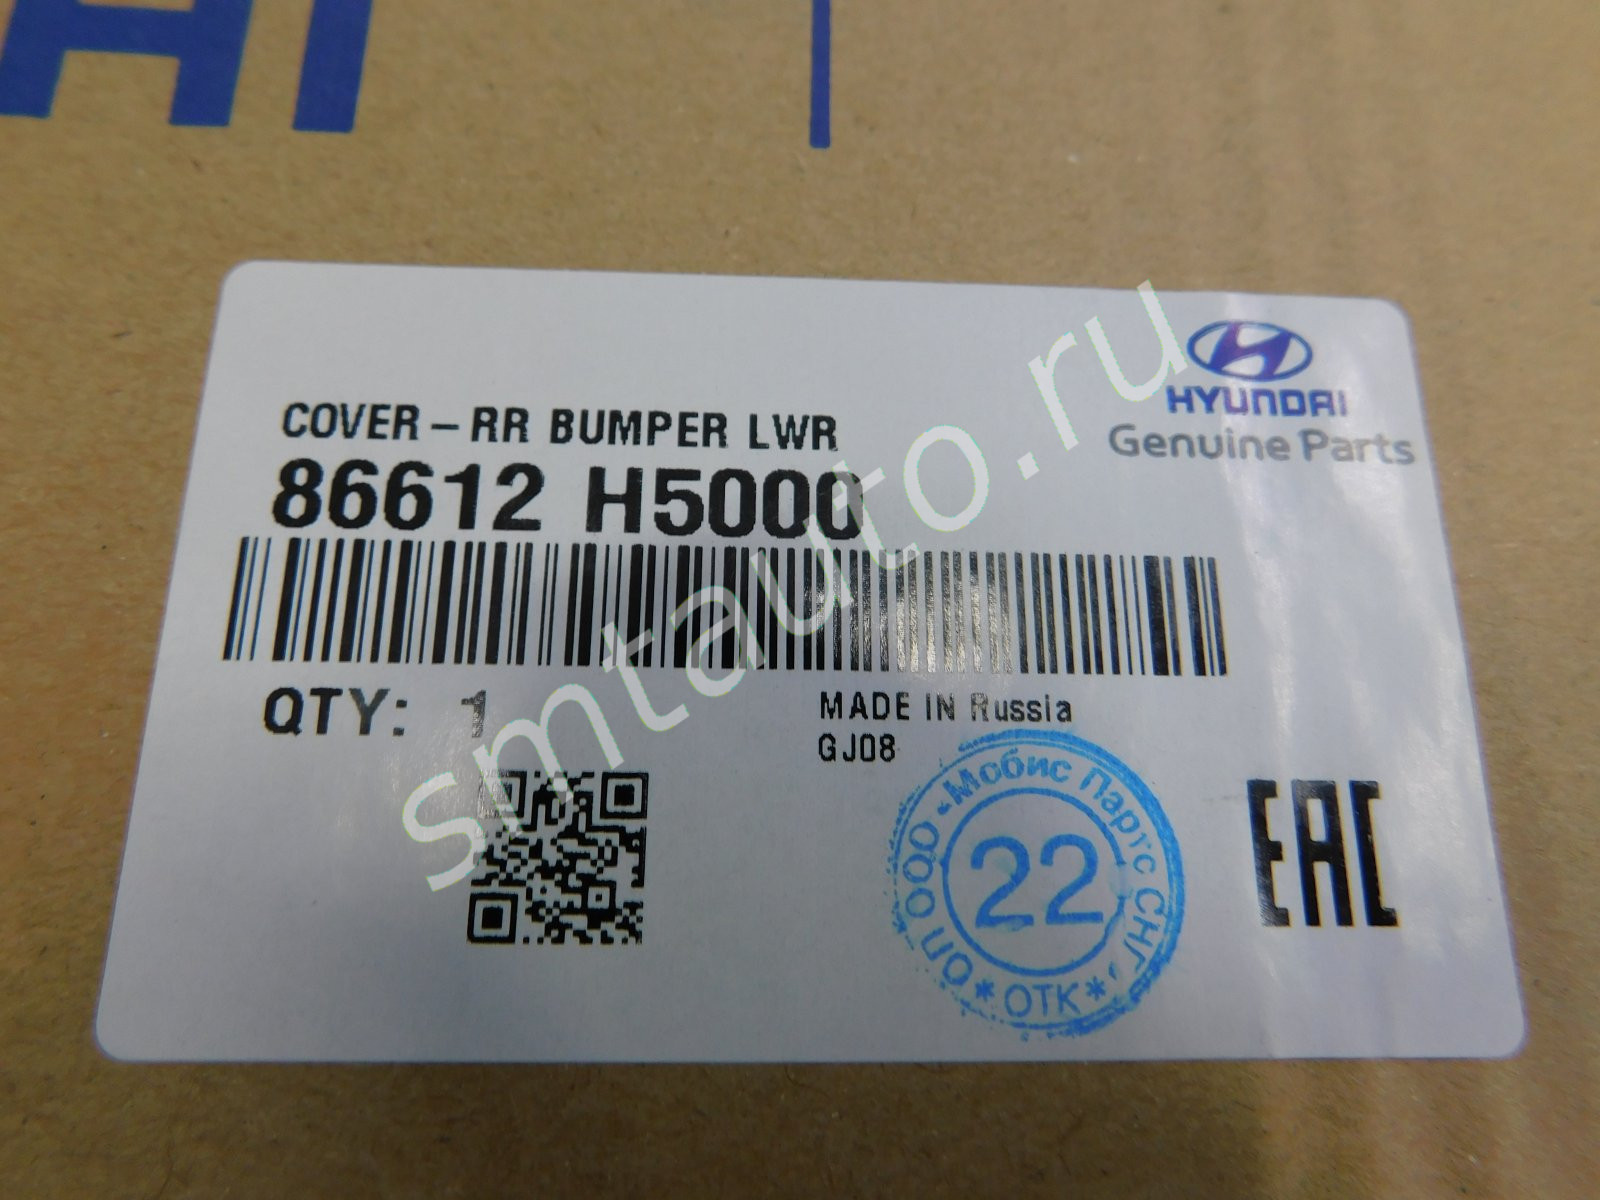 HYUNDAI
Genuine Parts
COVER-RR BUMPER LWR
86612 H5000
QTY: 1
MADE IN Russia
GJ08
ОП ООО «Мобис Партс СНГ»
22
*ОТК*
EAC
smtauto.ru